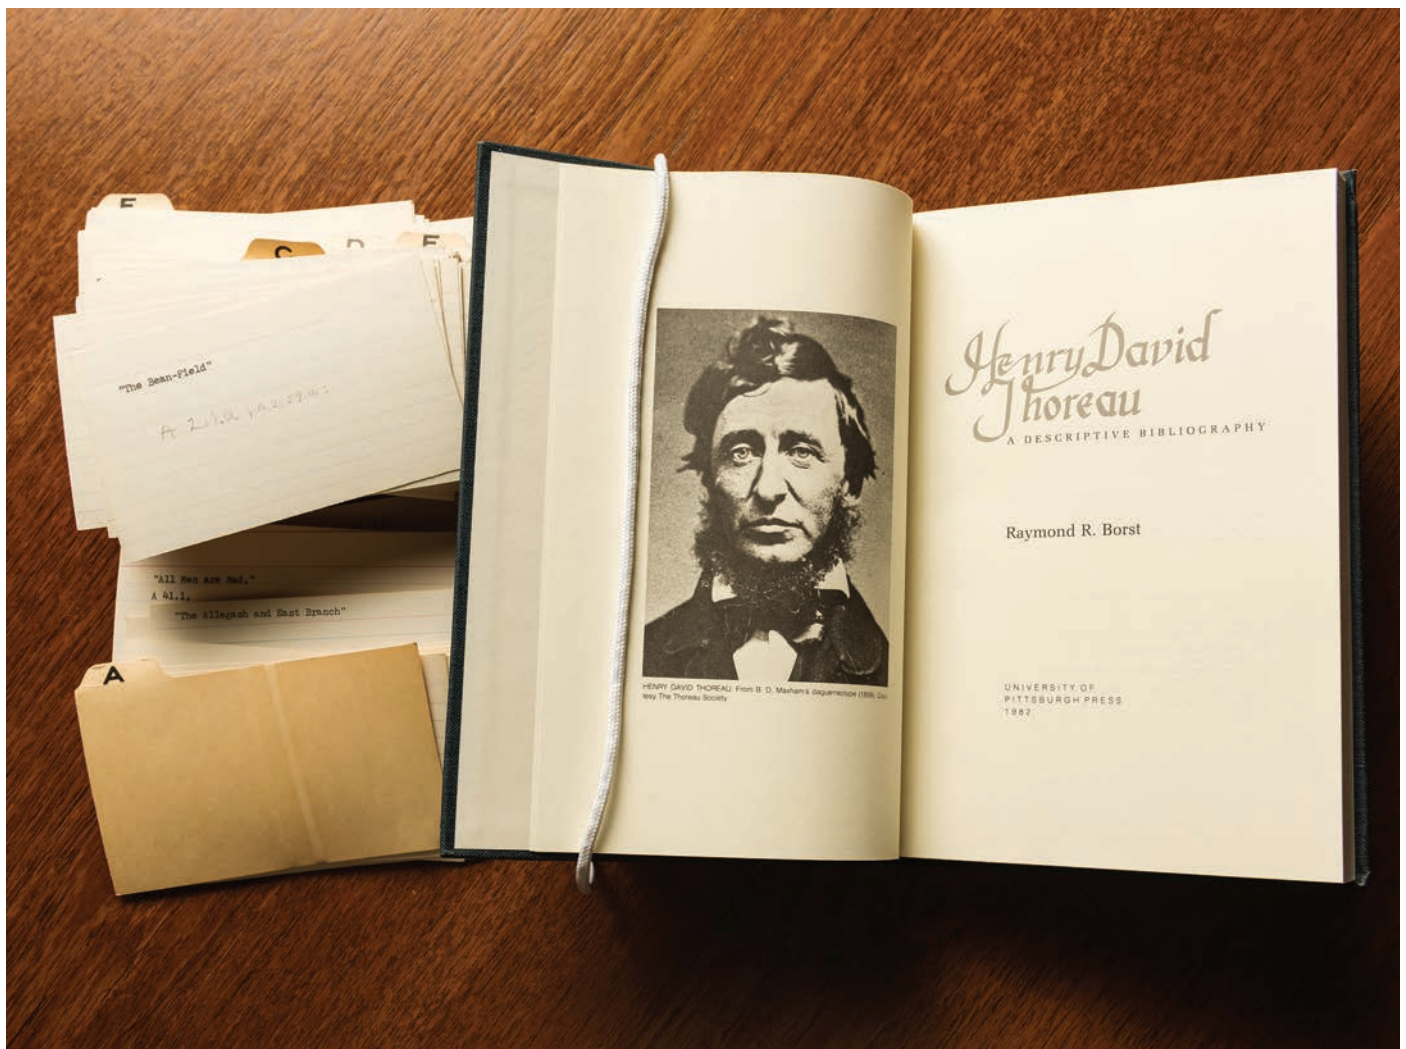 F
C
D
E
"The Bean-Field"
"All Men are Mad,"
A 41.1,
"The Allegash and East Branch"
A
HENRY DAVID THOREAU: From B. D. Maxham's daguerreotype (1856,
tesy The Thoreau Society
Henry David
Thoreau
A DESCRIPTIVE BIBLIOGRAPHY
Raymond R. Borst
UNIVERSITY OF
PITTSBURGH PRESS
1982